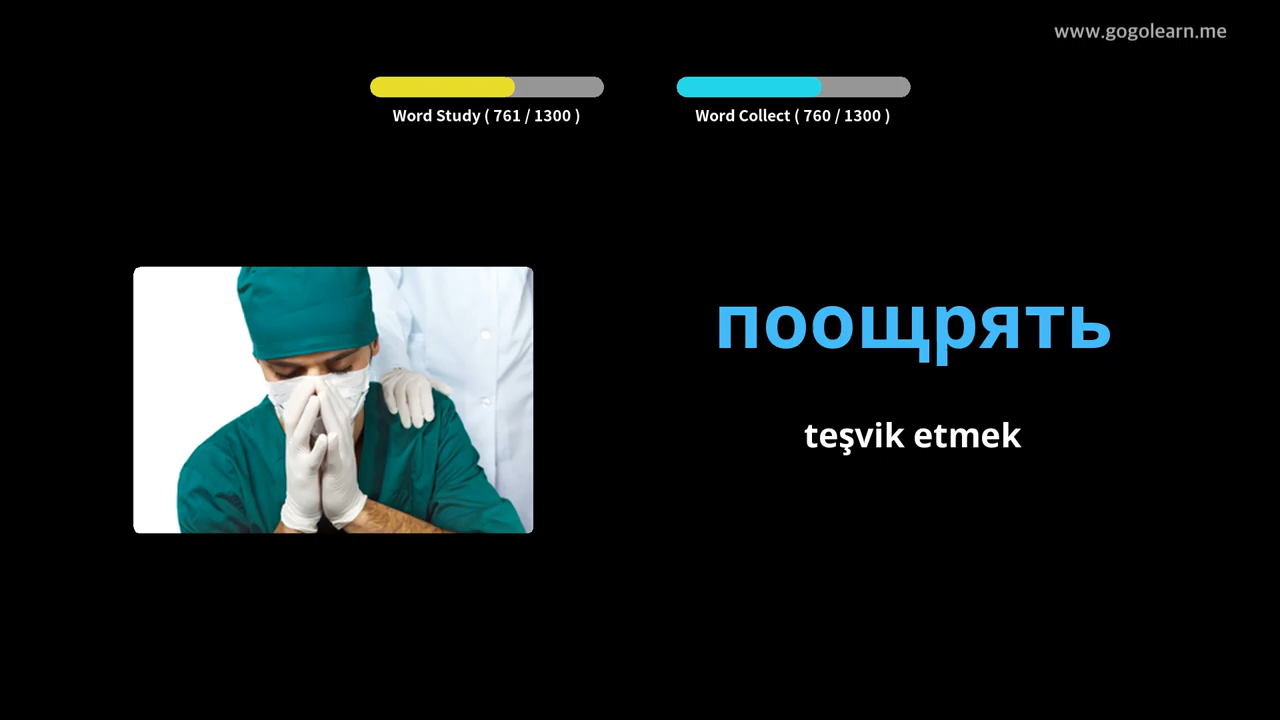 www.gogolearn.me
Word Study ( 761 / 1300 )
Word Collect ( 760 / 1300 )
поощрять
teşvik etmek